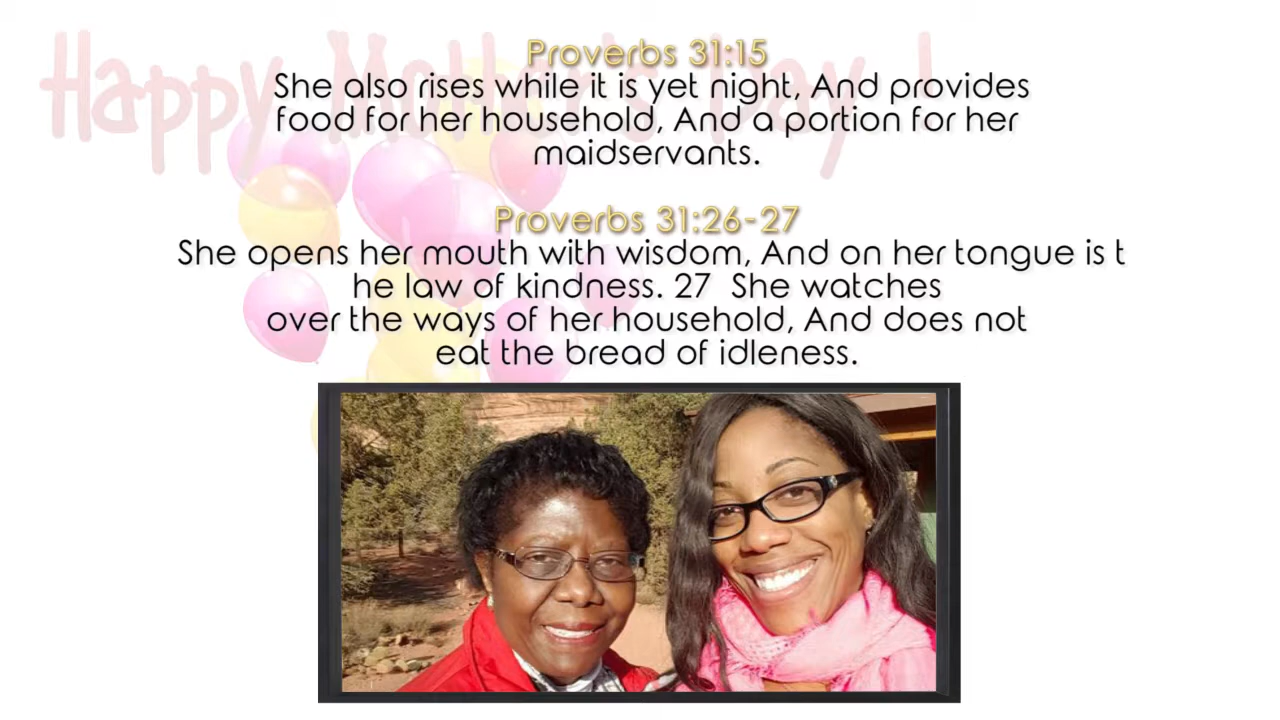 Happy Mother's Day !
Proverbs 31:15
She also rises while it is yet night, And provides
food for her household, And a portion for her
maidservants.
Proverbs 31:26-27
She opens her mouth with wisdom, And on her tongue is t
he law of kindness. 27 She watches
over the ways of her household, And does not
eat the bread of idleness.